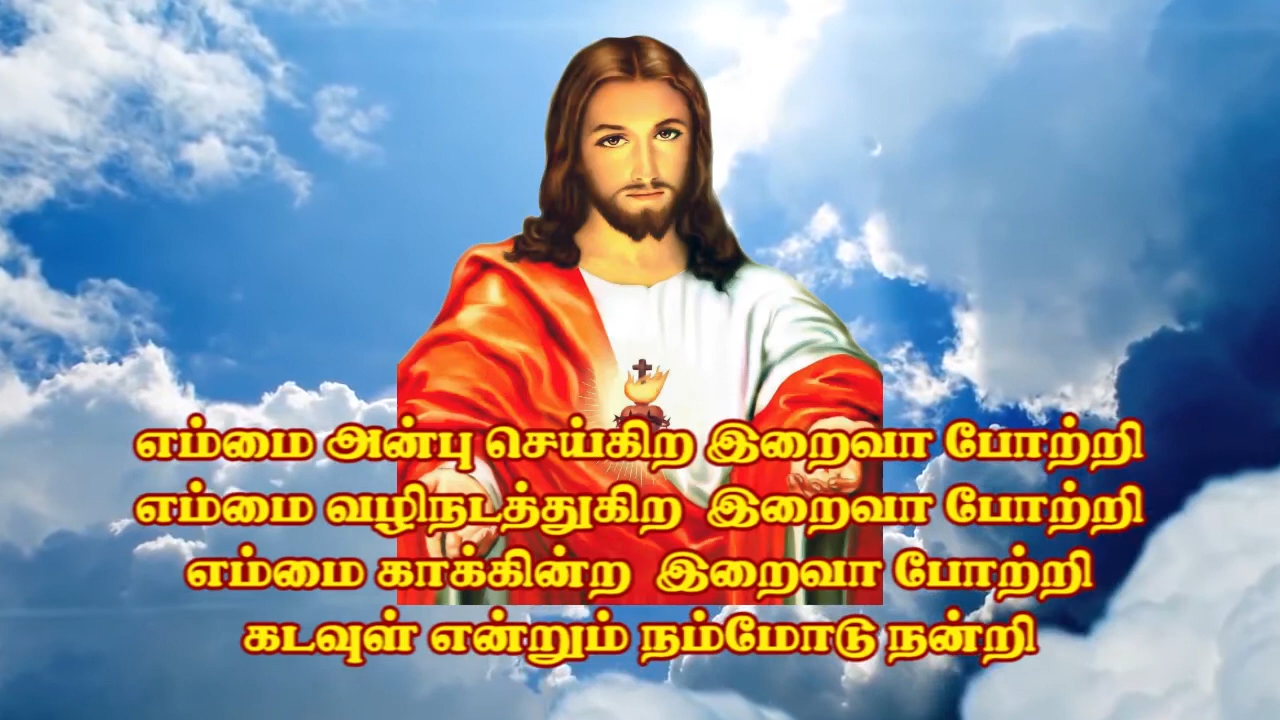 எம்மை அன்பு செய்கிற இறைவா போற்றி
எம்மை வழிநடத்துகிற இறைவா போற்றி
எம்மை காக்கின்ற இறைவா போற்றி
கடவுள் என்றும் நம்மோடு நன்றி